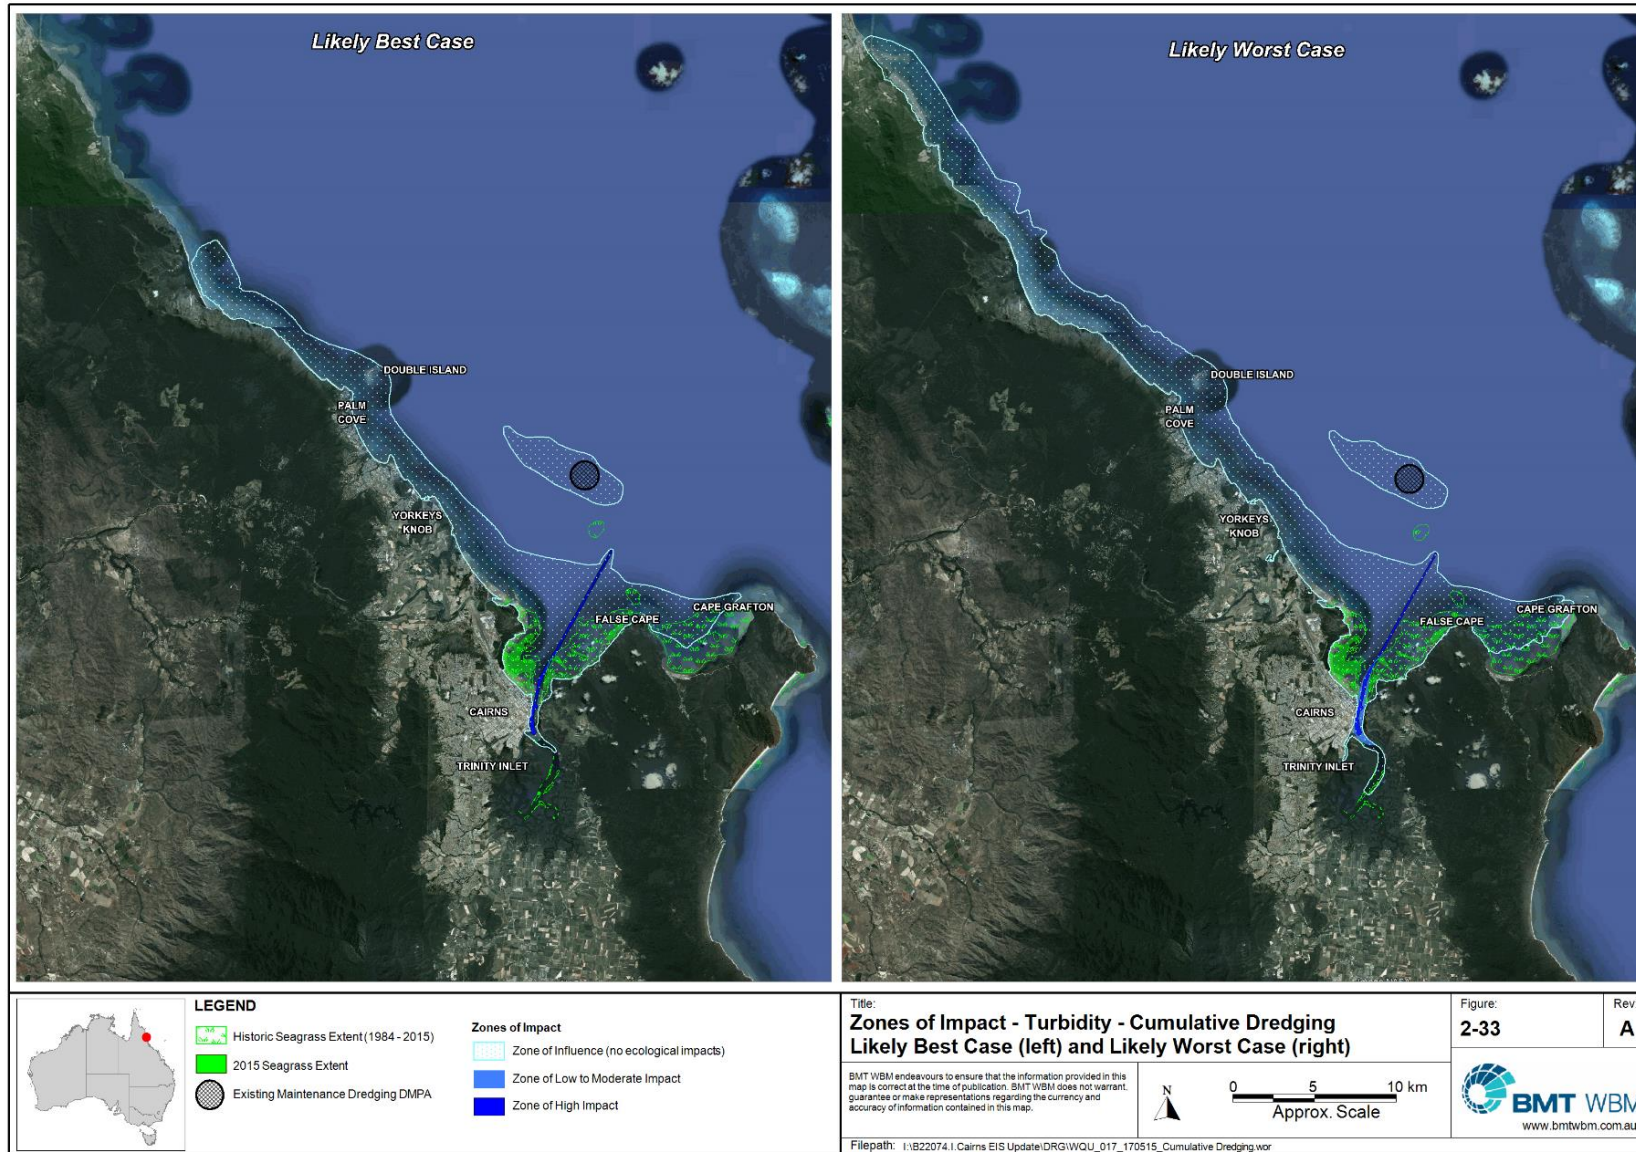 Likely Best Case
DOUBLE ISLAND
PALM
COVE
YORKEYS
KNOB
CAPE GRAFTON
FALSE CAPE
CAIRNS
TRINITY INLET
Likely Worst Case
DOUBLE ISLAND
PALM
COVE
YORKEYS
KNOB
CAPE GRAFTON
FALSE CAPE
CAIRNS
TRINITY INLET
LEGEND
Historic Seagrass Extent (1984 - 2015)
2015 Seagrass Extent
Existing Maintenance Dredging DMPA
Zones of Impact
Zone of Influence (no ecological impacts)
Zone of Low to Moderate Impact
Zone of High Impact
Title:
Zones of Impact - Turbidity - Cumulative Dredging
Likely Best Case (left) and Likely Worst Case (right)
Figure:
2-33
Rev
A
BMT WBM endeavours to ensure that the information provided in this
map is correct at the time of publication. BMT WBM does not warrant,
guarantee or make representations regarding the currency and
accuracy of information contained in this map.
N
0 5 10 km
Approx. Scale
BMT WBM
www.bmtwbm.com.au
Filepath: I:\B22074.I.Cairns EIS Update\DRG\WQU_017_170515_Cumulative Dredging.wor